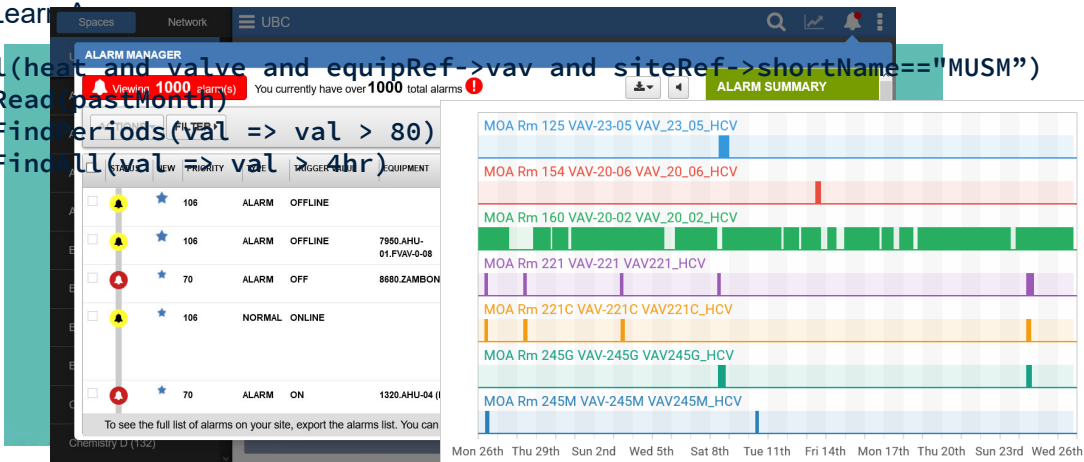 Spaces Network UBC
ALARM MANAGER
l(heat and valve and equipRef->vav and siteRef->shortName=="MUSM”)
Viewing 1000 alarm(s) You currently have over 1000 total alarms ALARM SUMMARY
Read(pastMonth)
FindPeriods(val => val > 80)
FILTER
FindAll(val => val > 4hr)
STATUS VIEW PRIORITY TYPE TRIGGER VALUE EQUIPMENT
106 ALARM OFFLINE
106 ALARM OFFLINE 7950.AHU-
01.FVAV-0-08
70 ALARM OFF 8680.ZAMBON
106 NORMAL ONLINE
70 ALARM ON 1320.AHU-04 (
To see the full list of alarms on your site, export the alarms list. You can
Chemistry D (132)
MOA Rm 125 VAV-23-05 VAV_23_05_HCV
MOA Rm 154 VAV-20-06 VAV_20_06_HCV
MOA Rm 160 VAV-20-02 VAV_20_02_HCV
MOA Rm 221 VAV-221 VAV221_HCV
MOA Rm 221C VAV-221C VAV221C_HCV
MOA Rm 245G VAV-245G VAV245G_HCV
MOA Rm 245M VAV-245M VAV245M_HCV
Mon 26th Thu 29th Sun 2nd Wed 5th Sat 8th Tue 11th Fri 14th Mon 17th Thu 20th Sun 23rd Wed 26th